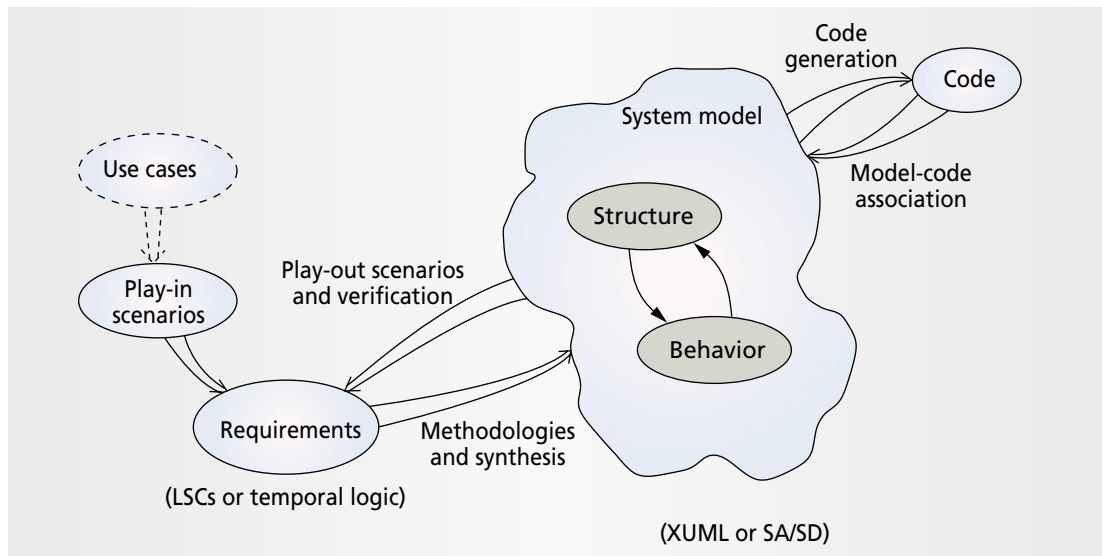 Code
generation
Code
System model
Model-code
association
Use cases
Structure
Play-out scenarios
and verification
Play-in
scenarios
Behavior
Requirements
Methodologies
and synthesis
(LSCs or temporal logic)
(XUML or SA/SD)